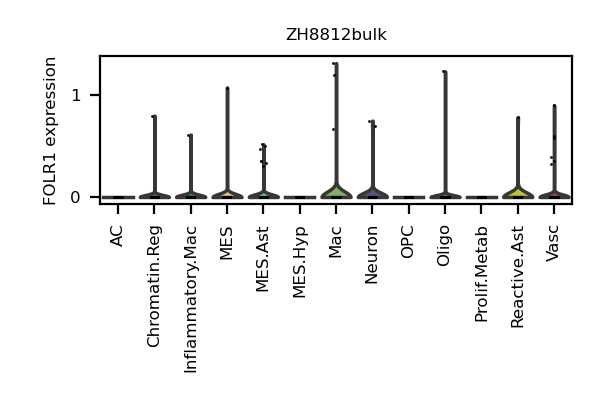 ZH8812bulk
FOLR1 expression
1
0
AC
Chromatin.Reg
Inflammatory.Mac
MES
MES.Ast
MES.Hyp
Mac
Neuron
OPC
Oligo
Prolif.Metab
Reactive.Ast
Vasc